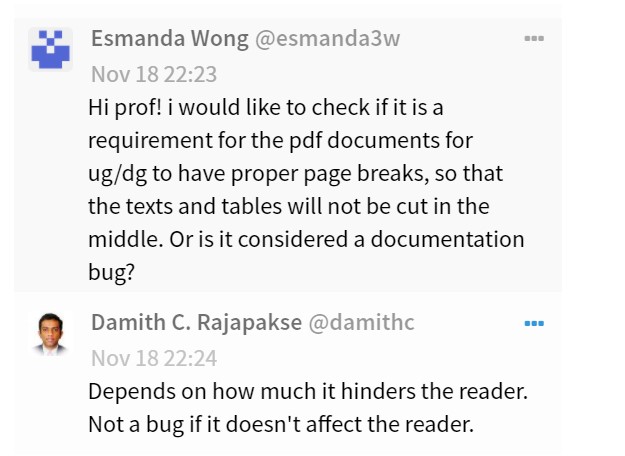 Esmanda Wong @esmanda3w
Nov 18 22:23
Hi prof! i would like to check if it is a
requirement for the pdf documents for
ug/dg to have proper page breaks, so that
the texts and tables will not be cut in the
middle. Or is it considered a documentation
bug?
Damith C. Rajapakse @damithc
Nov 18 22:24
Depends on how much it hinders the reader.
Not a bug if it doesn't affect the reader.